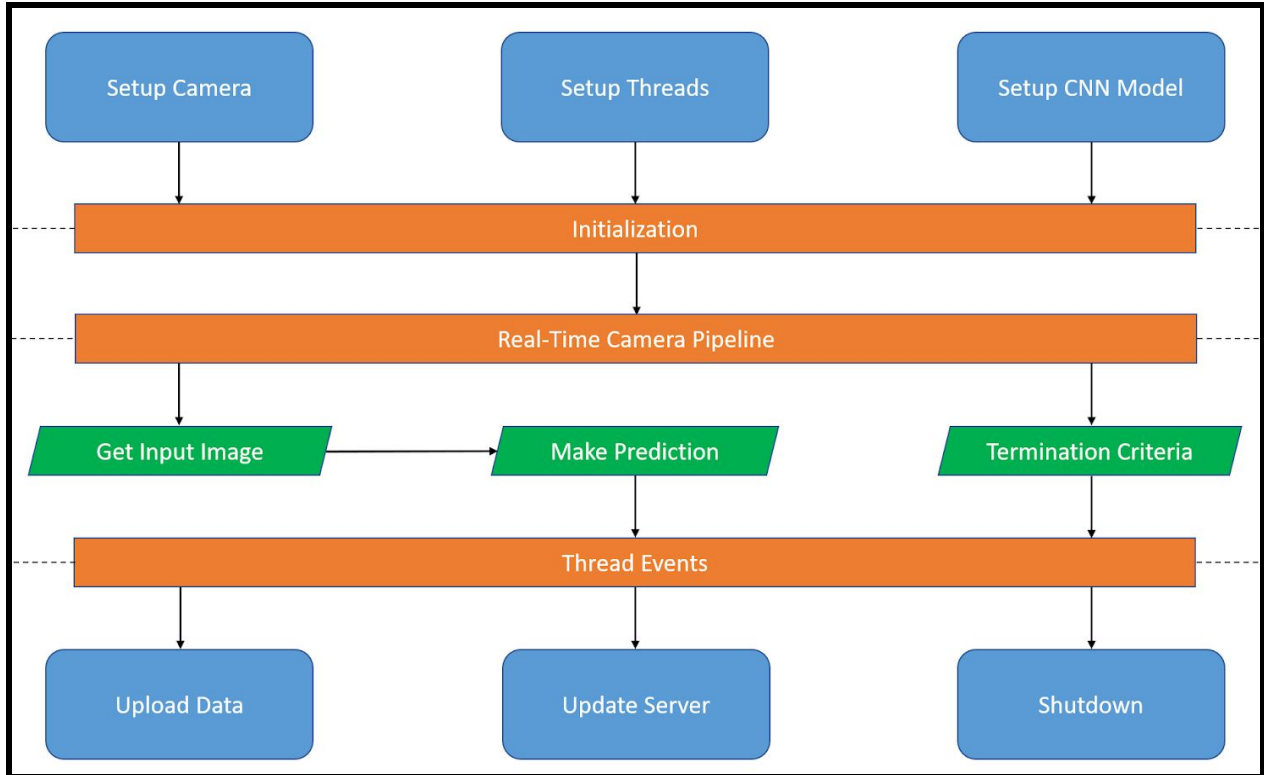 Setup Camera
Setup Threads
Setup CNN Model
Initialization
Real-Time Camera Pipeline
Get Input Image
Make Prediction
Termination Criteria
Thread Events
Upload Data
Update Server
Shutdown